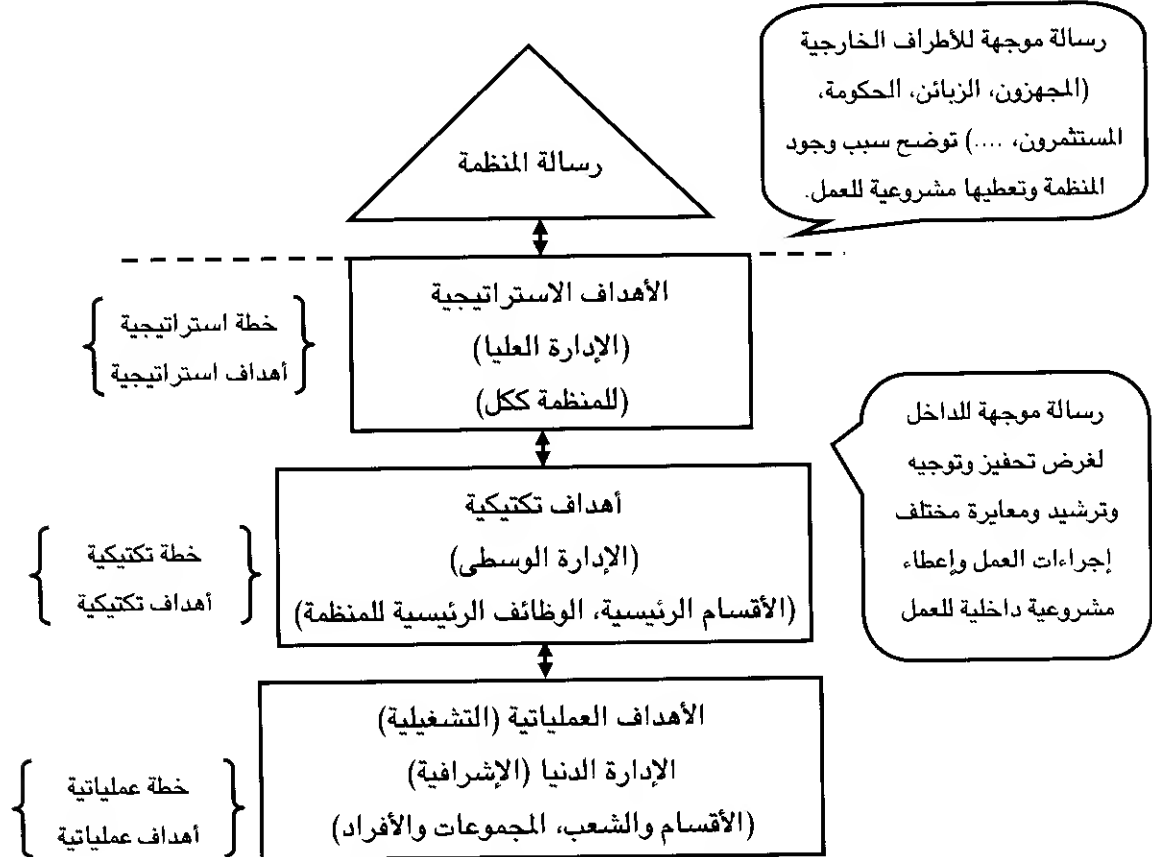 رسالة موجهة للأطراف الخارجية
(المجهزون، الزبائن، الحكومة،
المستثمرون، ....) توضح سبب وجود
المنظمة وتعطيها مشروعية للعمل.
رسالة المنظمة
الأهداف الاستراتيجية
(الإدارة العليا)
(للمنظمة ككل)
خطة استراتيجية
أهداف استراتيجية
رسالة موجهة للداخل
لغرض تحفيز وتوجيه
وترشيد ومعايرة مختلف
إجراءات العمل وإعطاء
مشروعية داخلية للعمل
أهداف تكتيكية
(الإدارة الوسطى)
(الأقسام الرئيسية، الوظائف الرئيسية للمنظمة)
خطة تكتيكية
أهداف تكتيكية
الأهداف العملياتية (التشغيلية)
الإدارة الدنيا (الإشرافية)
(الأقسام والشعب، المجموعات والأفراد)
خطة عملياتية
أهداف عملياتية